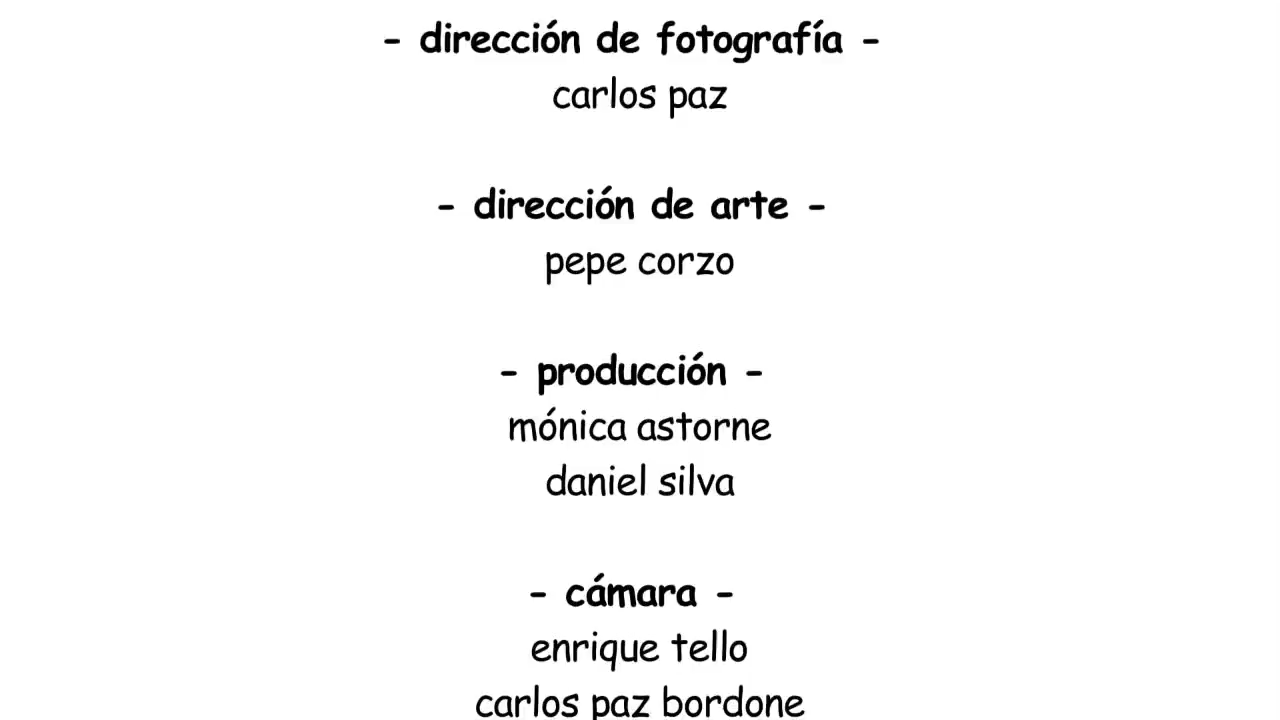 - dirección de fotografía -
carlos paz
- dirección de arte -
pepe corzo
- producción -
mónica astorne
daniel silva
- cámara -
enrique tello
carlos paz bordone